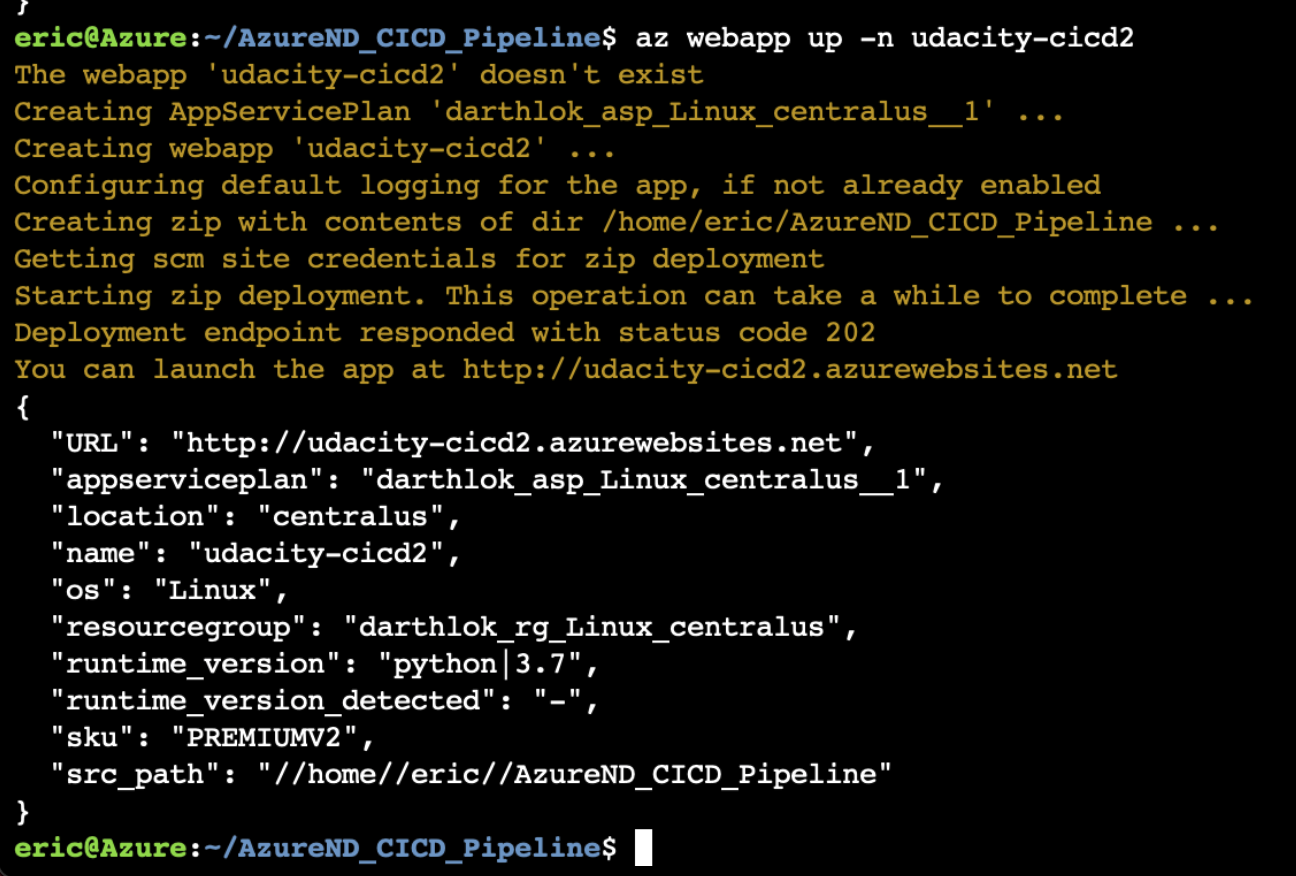 }
eric@Azure:~/AzureND_CICD_Pipeline$ az webapp up -n udacity-cicd2
The webapp 'udacity-cicd2' doesn't exist
Creating AppServicePlan 'darthlok_asp_Linux_centralus__1' ...
Creating webapp 'udacity-cicd2' ...
Configuring default logging for the app, if not already enabled
Creating zip with contents of dir /home/eric/AzureND_CICD_Pipeline ...
Getting scm site credentials for zip deployment
Starting zip deployment. This operation can take a while to complete ...
Deployment endpoint responded with status code 202
You can launch the app at http://udacity-cicd2.azurewebsites.net
{
  "URL": "http://udacity-cicd2.azurewebsites.net",
  "appserviceplan": "darthlok_asp_Linux_centralus__1",
  "location": "centralus",
  "name": "udacity-cicd2",
  "os": "Linux",
  "resourcegroup": "darthlok_rg_Linux_centralus",
  "runtime_version": "python|3.7",
  "runtime_version_detected": "-",
  "sku": "PREMIUMV2",
  "src_path": "//home//eric//AzureND_CICD_Pipeline"
}
eric@Azure:~/AzureND_CICD_Pipeline$